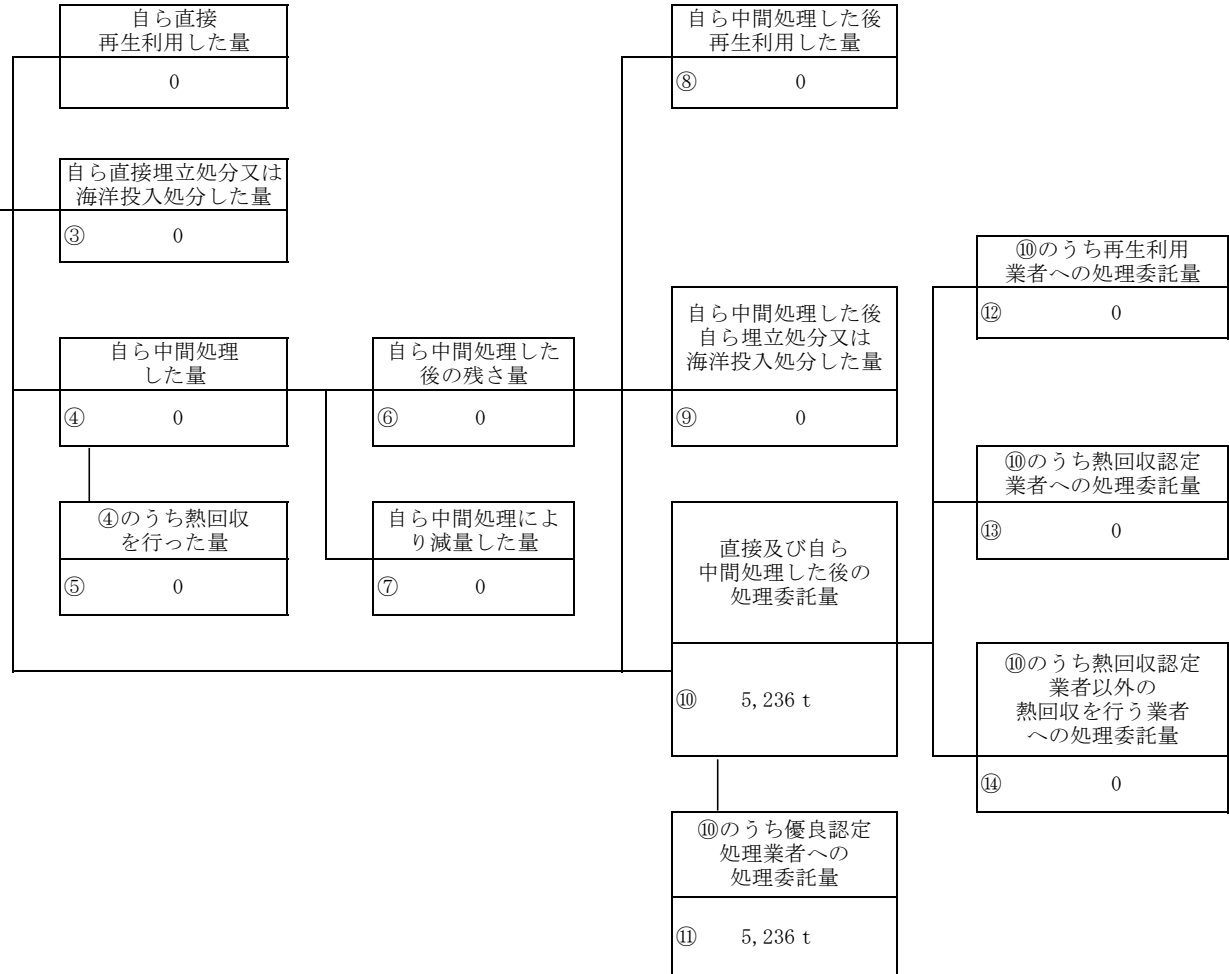 自ら直接
再生利用した量
0
自ら中間処理した後
再生利用した量
⑧ 0
自ら直接埋立処分又は
海洋投入処分した量
③ 0
⑩のうち再生利用
業者への処理委託量
⑫ 0
自ら中間処理した後
自ら埋立処分又は
海洋投入処分した量
⑨ 0
自ら中間処理
した量
④ 0
自ら中間処理した
後の残さ量
⑥ 0
⑩のうち熱回収認定
業者への処理委託量
⑬ 0
④のうち熱回収
を行った量
⑤ 0
自ら中間処理によ
り減量した量
⑦ 0
直接及び自ら
中間処理した後の
処理委託量
⑩ 5,236 t
⑩のうち熱回収認定
業者以外の
熱回収を行う業者
への処理委託量
⑭ 0
⑩のうち優良認定
処理業者への
処理委託量
⑪ 5,236 t